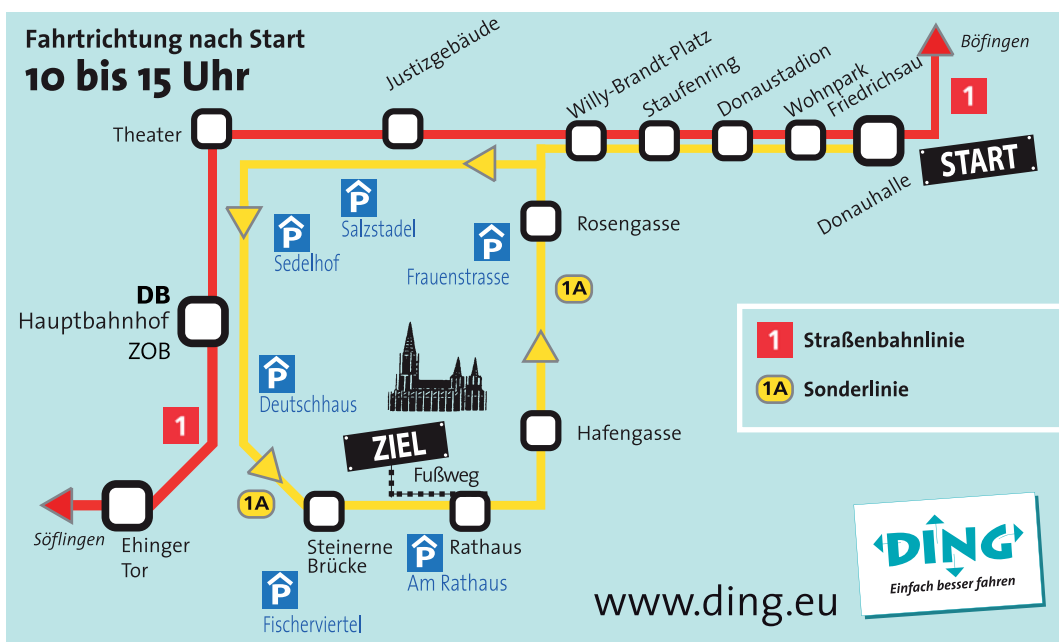 Fahrtrichtung nach Start
10 bis 15 Uhr
Justizgebäude
Willy-Brandt-Platz
Staufenring
Donaustadion
Wohnpark
Friedrichsau
Böfingen
1
START
Donauhalle
Theater
P
Salzstadel
P
Sedelhof
P
Frauenstrasse
Rosengasse
1A
DB
Hauptbahnhof
ZOB
1 Straßenbahnlinie
1A Sonderlinie
P
Deutschhaus
1
ZIEL
Fußweg
Hafengasse
1A
Söflingen
Ehinger
Tor
Steinerne
Brücke
Rathaus
P
Am Rathaus
P
Fischerviertel
www.ding.eu
DING
Einfach besser fahren